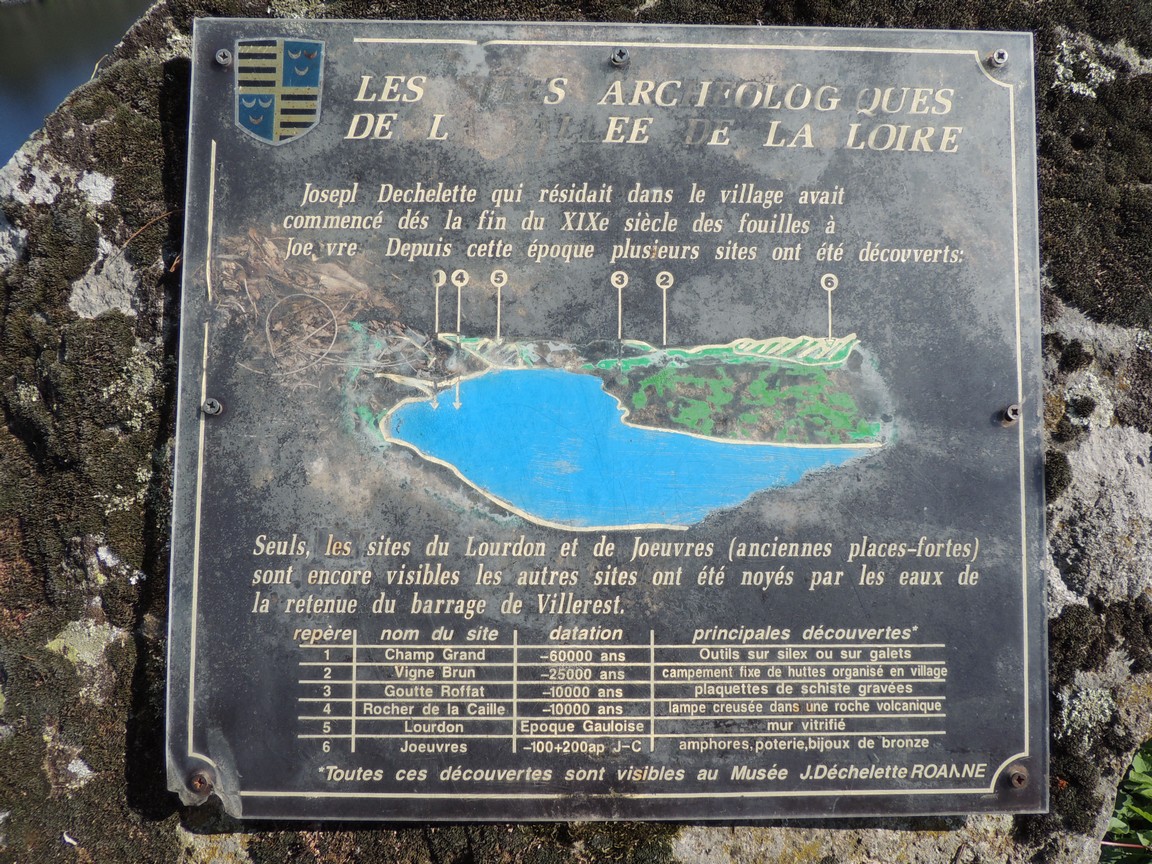 LES S ARCHEOLOGIQUES
DE L LEE DE LA LOIRE
Josepl Dechelette qui résidait dans le village avait
commencé dés la fin du XIXe siècle des fouilles à
Joe vre Depuis cette époque plusieurs sites ont été découverts:
1 4 5 3 2 6
Seuls, les sites du Lourdon et de Joeuvres (anciennes places-fortes)
sont encore visibles les autres sites ont été noyés par les eaux de
la retenue du barrage de Villerest.
repère nom du site datation principales découvertes*
1 Champ Grand -60000 ans Outils sur silex ou sur galets
2 Vigne Brun -25000 ans campement fixe de huttes organisé en village
3 Goutte Roffat -10000 ans plaquettes de schiste gravées
4 Rocher de la Caille -10000 ans lampe creusée dans une roche volcanique
5 Lourdon Epoque Gauloise mur vitrifié
6 Joeuvres -100+200ap J-C amphores,poterie,bijoux de bronze
*Toutes ces découvertes sont visibles au Musée J.Déchelette ROANNE